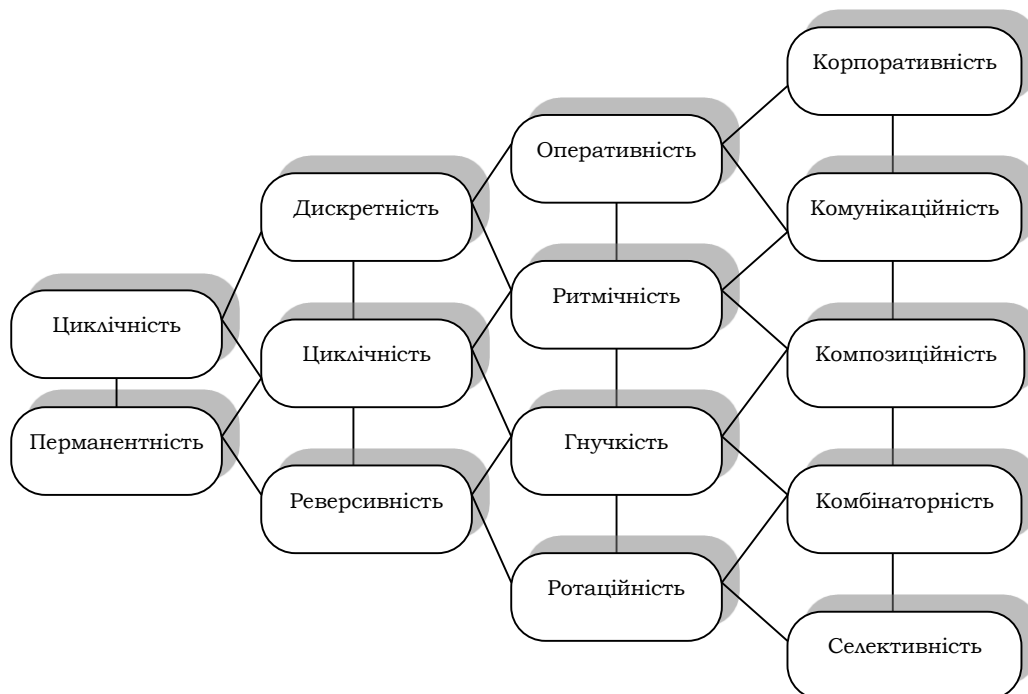 Циклічність
Перманентність
Дискретність
Циклічність
Реверсивність
Оперативність
Ритмічність
Гнучкість
Ротаційність
Корпоративність
Комунікаційність
Композиційність
Комбінаторність
Селективність